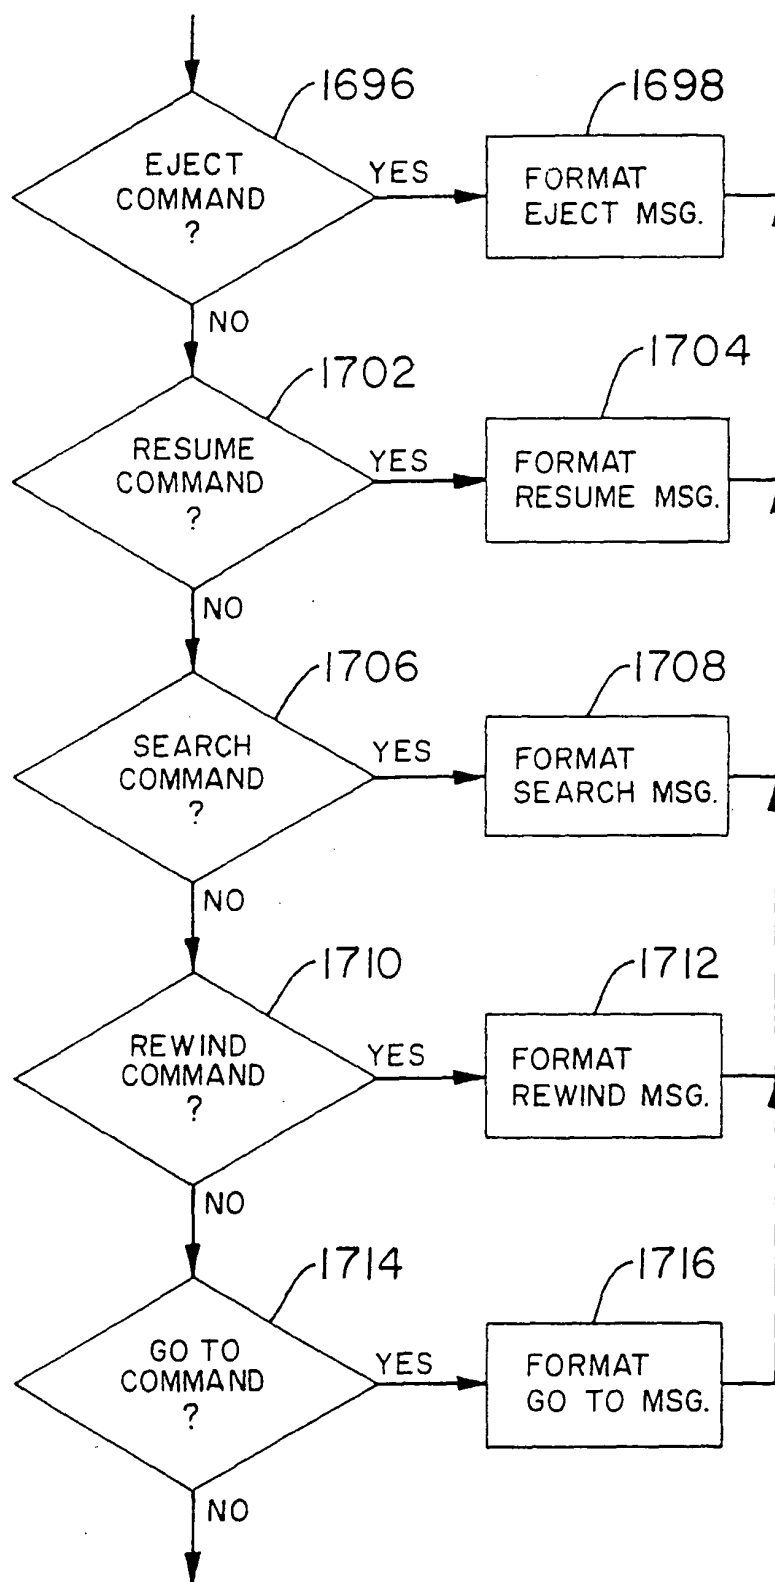 1696
1698
EJECT
COMMAND
?
YES
FORMAT
EJECT MSG.
NO
1702
1704
RESUME
COMMAND
?
YES
FORMAT
RESUME MSG.
NO
1706
1708
SEARCH
COMMAND
?
YES
FORMAT
SEARCH MSG.
NO
1710
1712
REWIND
COMMAND
?
YES
FORMAT
REWIND MSG.
NO
1714
1716
GO TO
COMMAND
?
YES
FORMAT
GO TO MSG.
NO